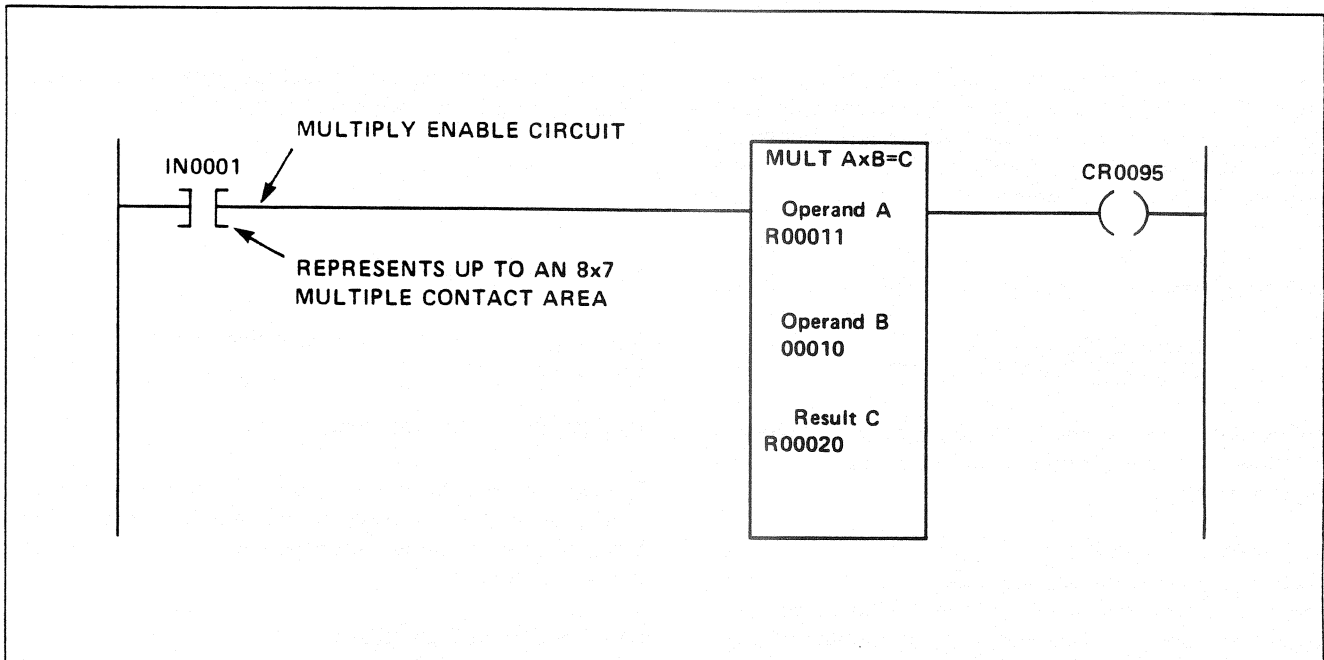 MULTIPLY ENABLE CIRCUIT
IN0001
REPRESENTS UP TO AN 8x7
MULTIPLE CONTACT AREA
MULT AxB=C
Operand A
R00011
Operand B
00010
Result C
R00020
CR0095